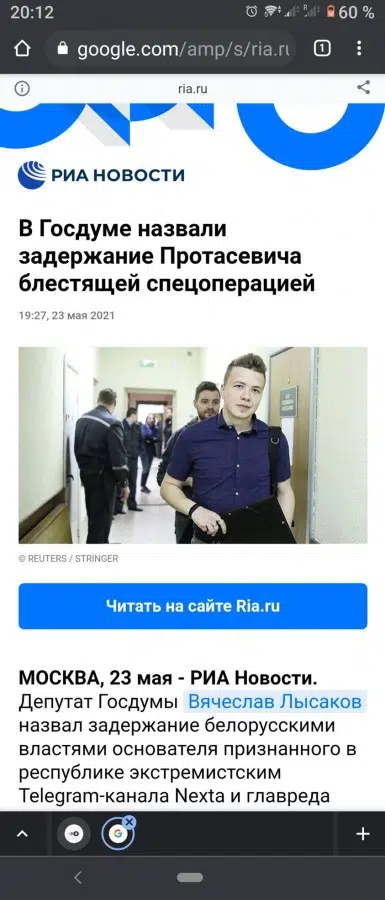 20:12
R
60 %
google.com/amp/s/ria.ru
1
ria.ru
РИА НОВОСТИ
В Госдуме назвали
задержание Протасевича
блестящей спецоперацией
19:27, 23 мая 2021
© REUTERS / STRINGER
Читать на сайте Ria.ru
МОСКВА, 23 мая - РИА Новости.
Депутат Госдумы Вячеслав Лысаков
назвал задержание белорусскими
властями основателя признанного в
республике экстремистским
Telegram-канала Nexta и главреда